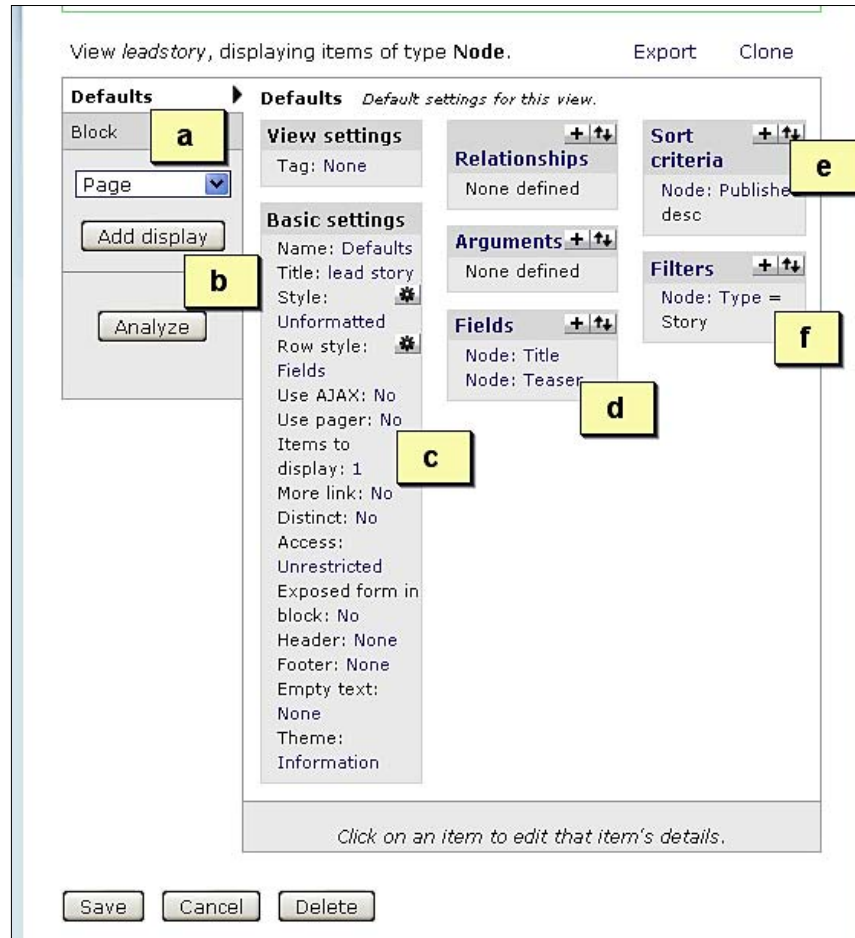 View leadstory, displaying items of type Node.
Export
Clone
Defaults
Block
a
Page
Add display
b
Analyze
Defaults Default settings for this view.
View settings
Tag: None
Basic settings
Name: Defaults
Title: lead story
Style:
Unformatted
Row style:
Fields
Use AJAX: No
Use pager: No
Items to
display: 1
c
More link: No
Distinct: No
Access:
Unrestricted
Exposed form in
block: No
Header: None
Footer: None
Empty text:
None
Theme:
Information
Relationships
None defined
Arguments
None defined
Fields
Node: Title
Node: Teaser
d
Sort
criteria
e
Node: Publishe
desc
Filters
Node: Type =
Story
f
Click on an item to edit that item's details.
Save
Cancel
Delete